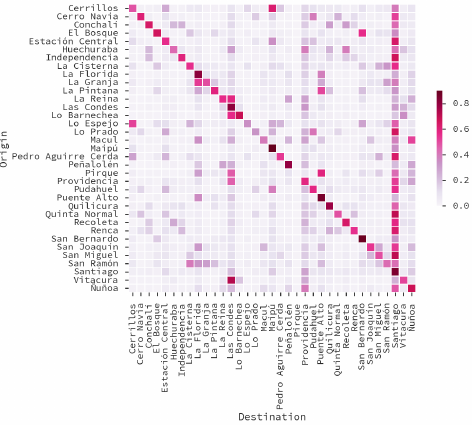 Cerrillos
Cerro Navia
Conchalí
El Bosque
Estación Central
Huechuraba
Independencia
La Cisterna
La Florida
La Granja
La Pintana
La Reina
Las Condes
Lo Barnechea
Lo Espejo
Lo Prado
Macul
Maipú
Pedro Aguirre Cerda
Peñalolén
Pirque
Providencia
Pudahuel
Puente Alto
Quilicura
Quinta Normal
Recoleta
Renca
San Bernardo
San Joaquín
San Miguel
San Ramón
Santiago
Vitacura
Ñuñoa
Origin
0.8
0.6
0.4
0.2
0.0
Cerrillos
Cerro Navia
Conchalí
El Bosque
Estación Central
Huechuraba
Independencia
La Cisterna
La Florida
La Granja
La Pintana
La Reina
Las Condes
Lo Barnechea
Lo Espejo
Lo Prado
Macul
Maipú
Pedro Aguirre Cerda
Peñalolén
Pirque
Providencia
Pudahuel
Puente Alto
Quilicura
Quinta Normal
Recoleta
Renca
San Bernardo
San Joaquín
San Miguel
San Ramón
Santiago
Vitacura
Ñuñoa
Destination